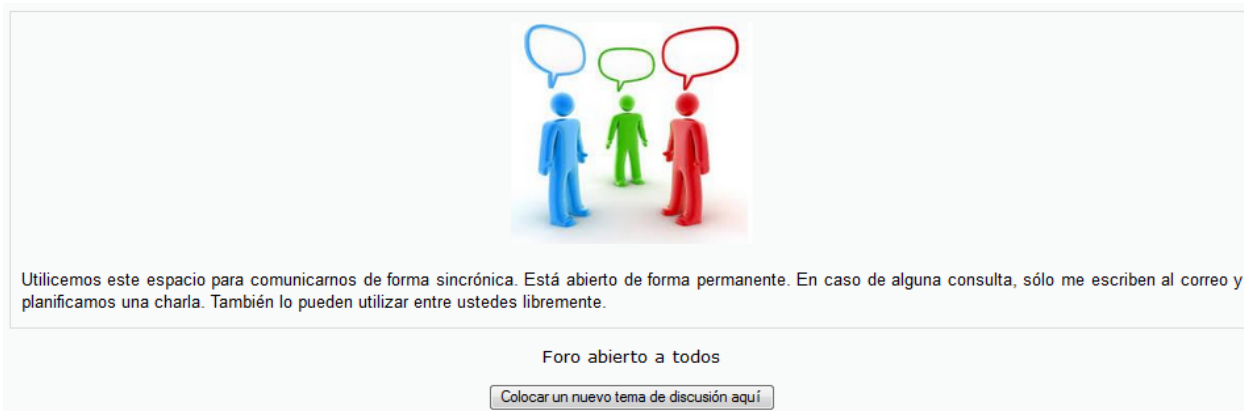 Utilicemos este espacio para comunicarnos de forma sincrónica. Está abierto de forma permanente. En caso de alguna consulta, sólo me escriben al correo y
planificamos una charla. También lo pueden utilizar entre ustedes libremente.
Foro abierto a todos
Colocar un nuevo tema de discusión aquí